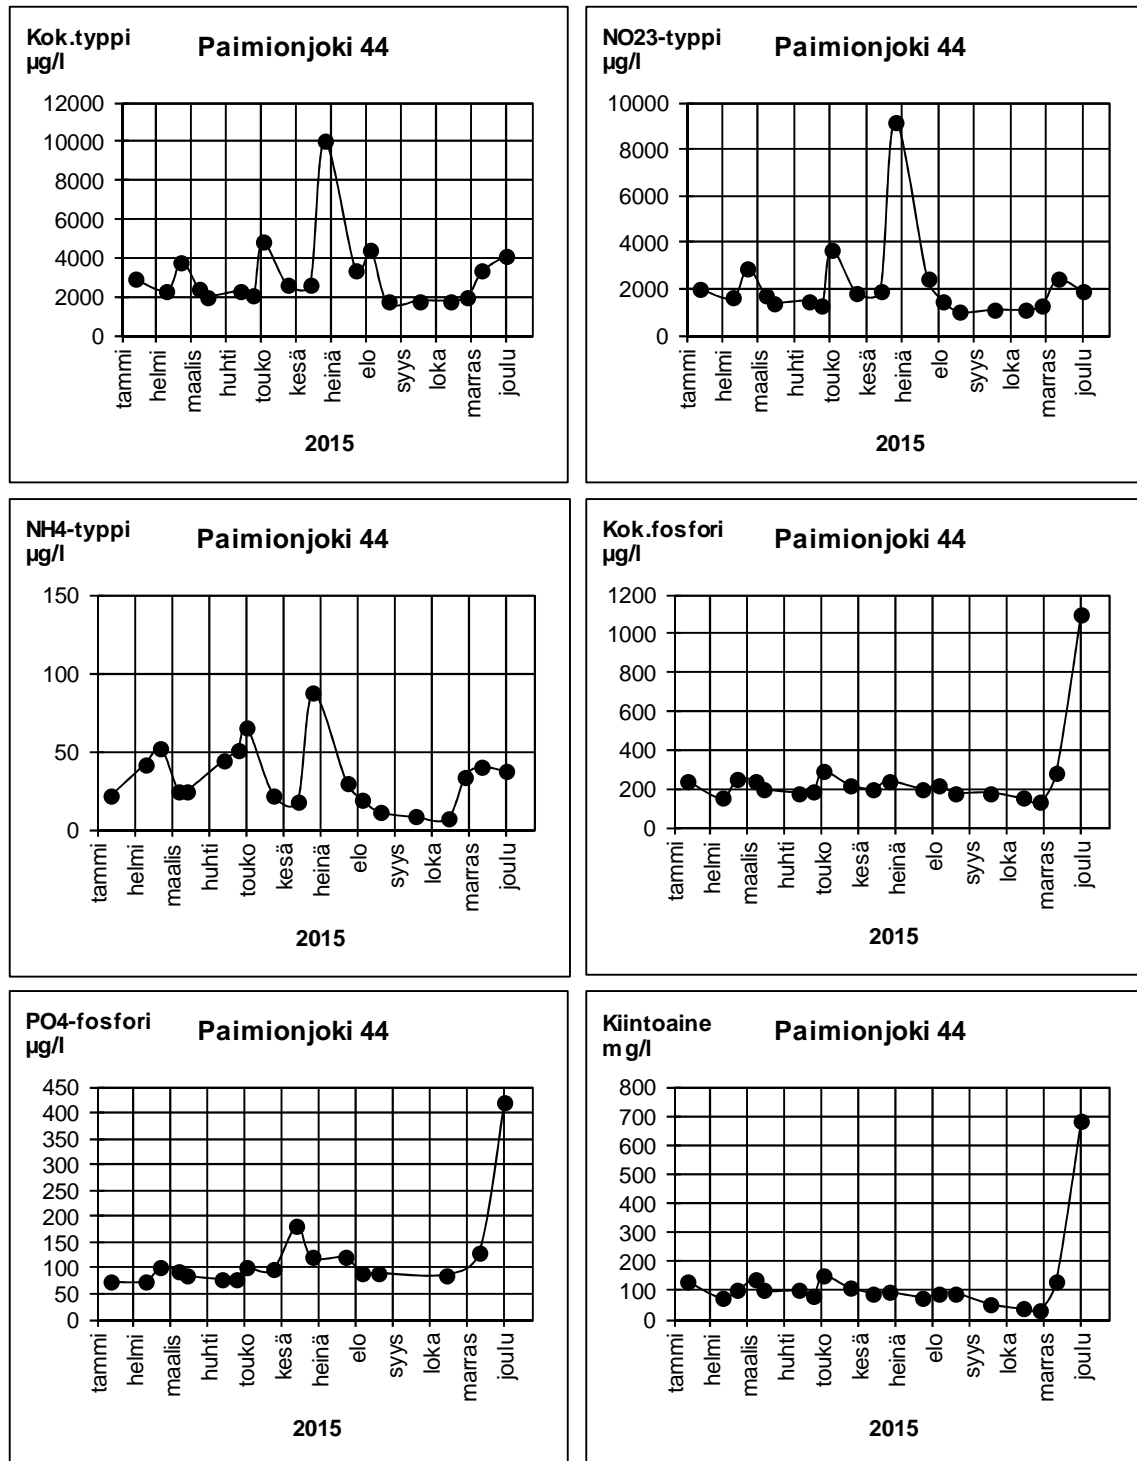 Kok.typpi
µg/l
Paimionjoki 44
12000
10000
8000
6000
4000
2000
0
tammi
helmi
maalis
huhti
touko
kesä
heinä
elo
syys
loka
marras
joulu
2015
NO23-typpi
µg/l
Paimionjoki 44
10000
8000
6000
4000
2000
0
tammi
helmi
maalis
huhti
touko
kesä
heinä
elo
syys
loka
marras
joulu
2015
NH4-typpi
µg/l
Paimionjoki 44
150
100
50
0
tammi
helmi
maalis
huhti
touko
kesä
heinä
elo
syys
loka
marras
joulu
2015
Kok.fosfori
µg/l
Paimionjoki 44
1200
1000
800
600
400
200
0
tammi
helmi
maalis
huhti
touko
kesä
heinä
elo
syys
loka
marras
joulu
2015
PO4-fosfori
µg/l
Paimionjoki 44
450
400
350
300
250
200
150
100
50
0
tammi
helmi
maalis
huhti
touko
kesä
heinä
elo
syys
loka
marras
joulu
2015
Kiintoaine
mg/l
Paimionjoki 44
800
700
600
500
400
300
200
100
0
tammi
helmi
maalis
huhti
touko
kesä
heinä
elo
syys
loka
marras
joulu
2015